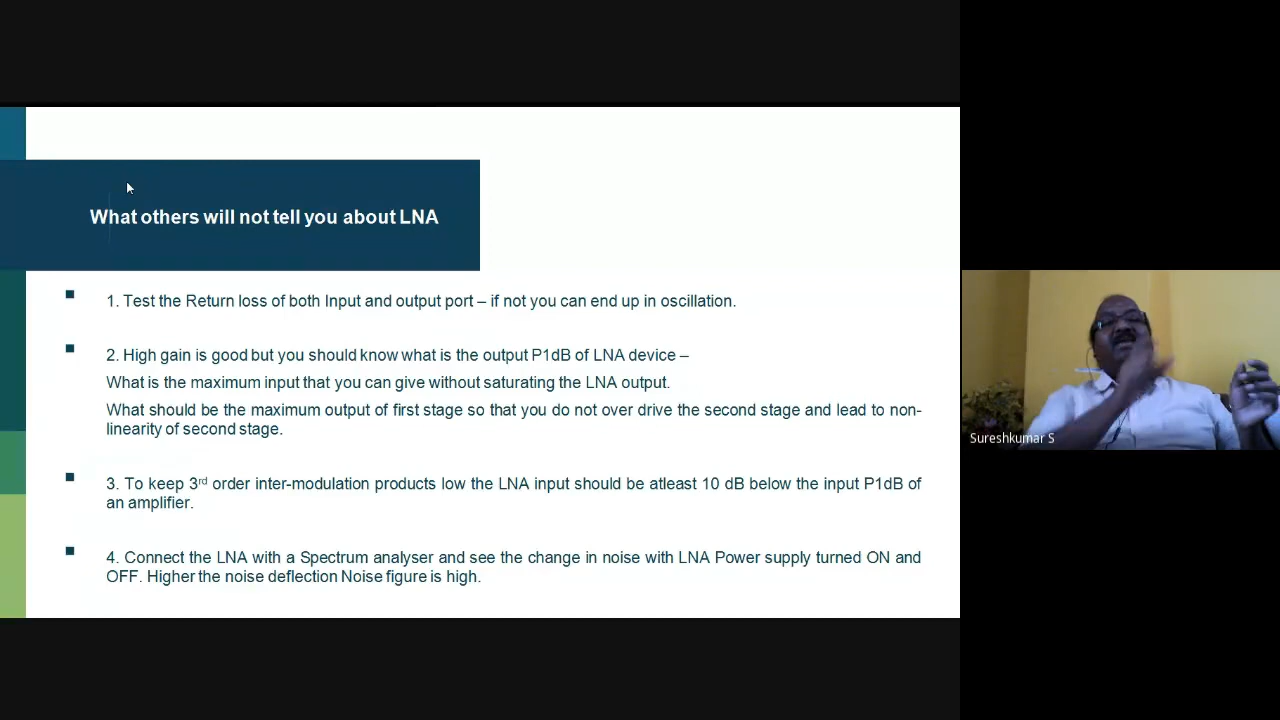 What others will not tell you about LNA
1. Test the Return loss of both Input and output port – if not you can end up in oscillation.
2. High gain is good but you should know what is the output P1dB of LNA device –
What is the maximum input that you can give without saturating the LNA output.
What should be the maximum output of first stage so that you do not over drive the second stage and lead to non-
linearity of second stage.
3. To keep 3rd order inter-modulation products low the LNA input should be atleast 10 dB below the input P1dB of
an amplifier.
4. Connect the LNA with a Spectrum analyser and see the change in noise with LNA Power supply turned ON and
OFF. Higher the noise deflection Noise figure is high.
Sureshkumar S